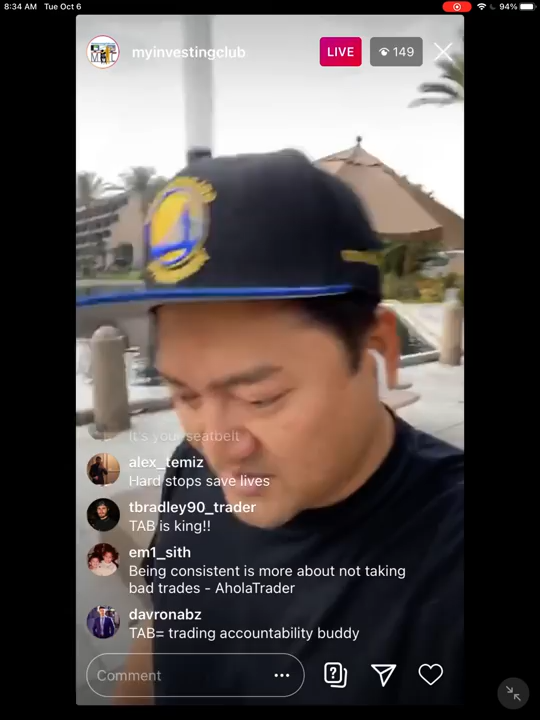 8:34 AM Tue Oct 6
94%
myinvestingclub
LIVE
149
It's your seatbelt
alex_temiz
Hard stops save lives
tbradley90_trader
TAB is king!!
em1_sith
Being consistent is more about not taking
bad trades - AholaTrader
davronabz
TAB= trading accountability buddy
Comment